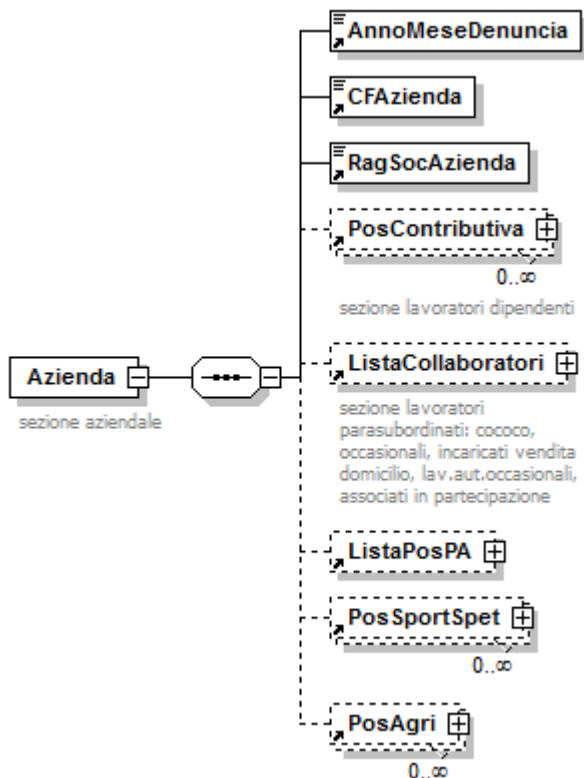 AnnoMeseDenuncia
CFAzienda
RagSocAzienda
PosContributiva
0..∞
sezione lavoratori dipendenti
Azienda
sezione aziendale
ListaCollaboratori
sezione lavoratori
parasubordinati: cococo,
occasionali, incaricati vendita
domicilio, lav.aut.occasionali,
associati in partecipazione
ListaPosPA
PosSportSpet
0..∞
PosAgri
0..∞